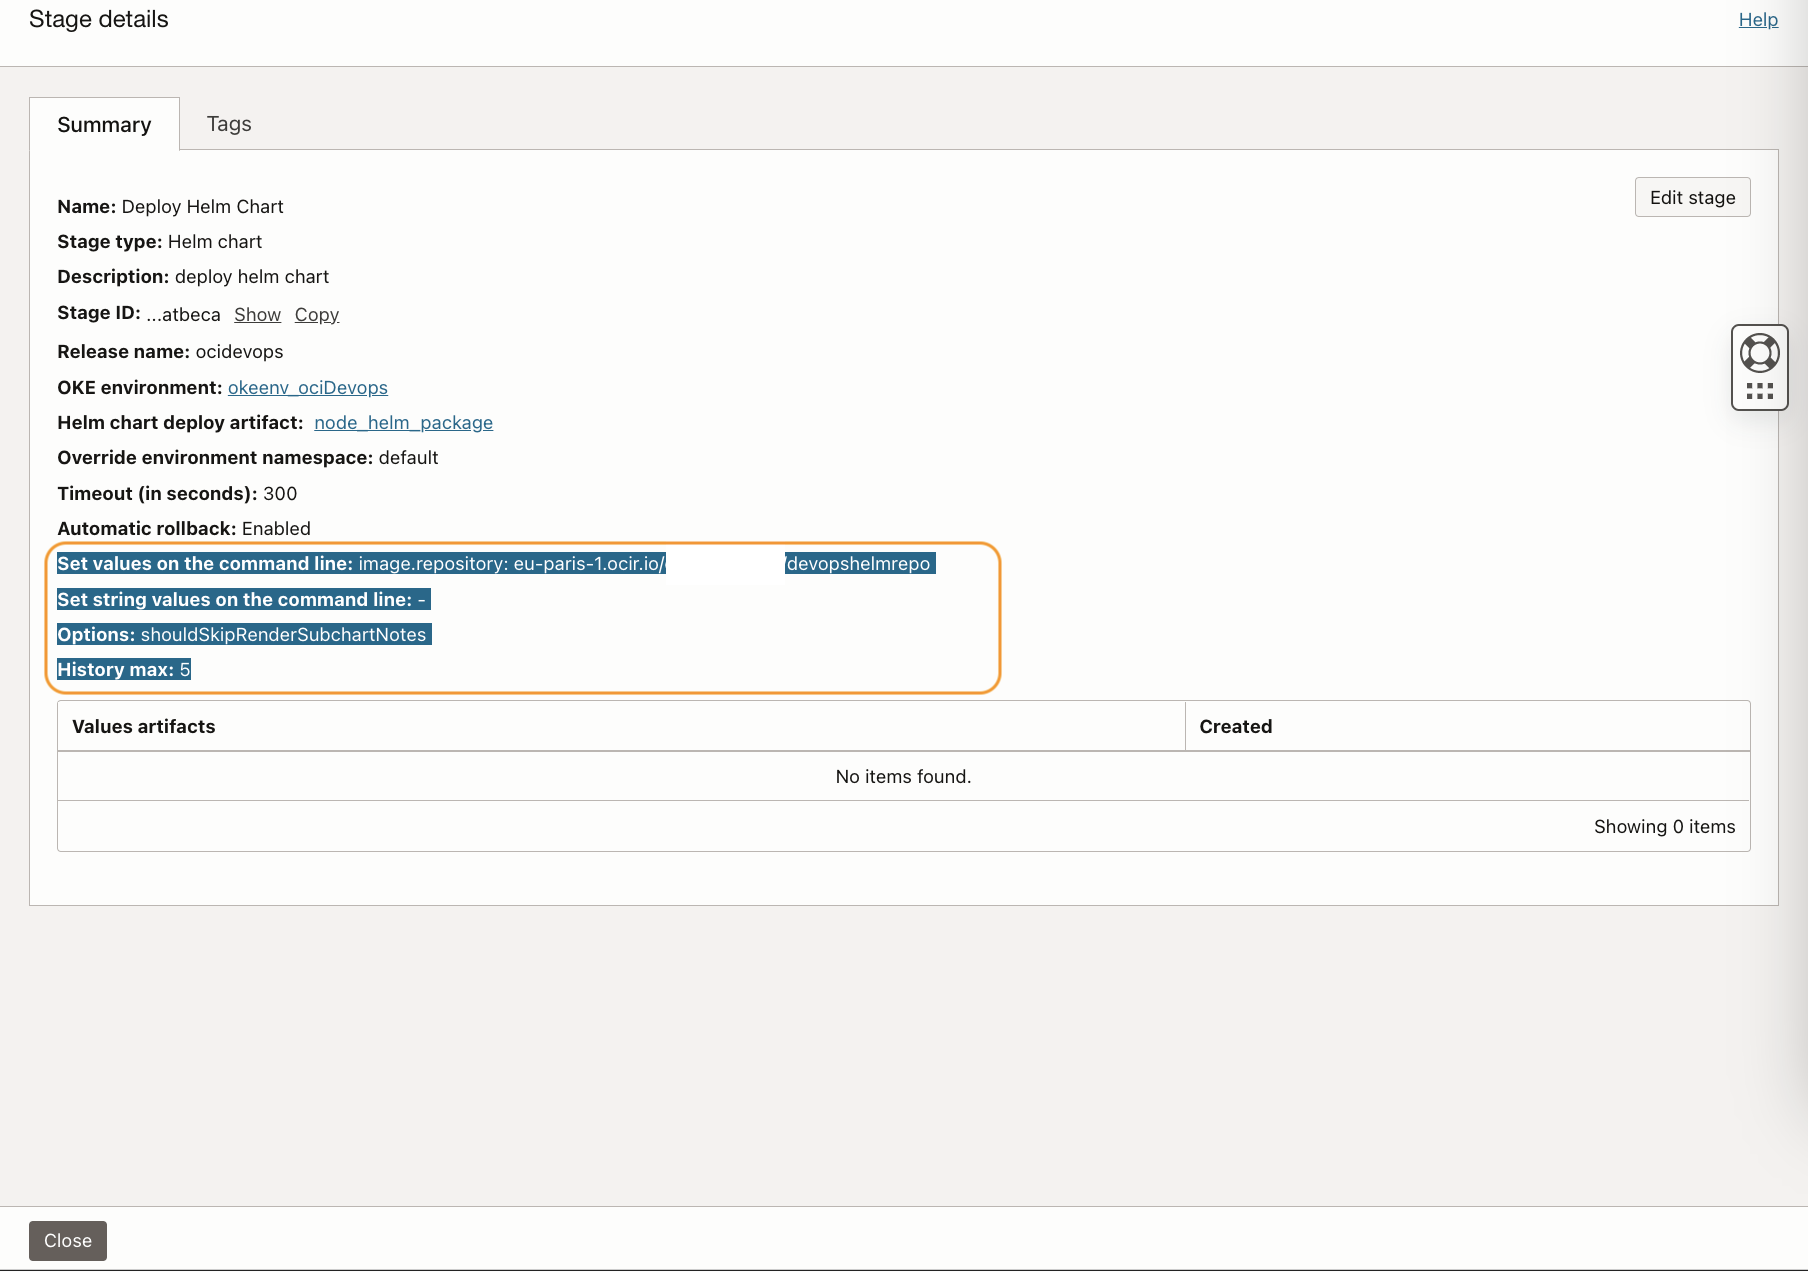 Stage details
Help
Summary
Tags
Edit stage
Name: Deploy Helm Chart
Stage type: Helm chart
Description: deploy helm chart
Stage ID: ...atbeca Show Copy
Release name: ocidevops
OKE environment: okeenv_ociDevops
Helm chart deploy artifact: node_helm_package
Override environment namespace: default
Timeout (in seconds): 300
Automatic rollback: Enabled
Set values on the command line: image.repository: eu-paris-1.ocir.io/ /devopshelmrepo
Set string values on the command line: -
Options: shouldSkipRenderSubchartNotes
History max: 5
Values artifacts
Created
No items found.
Showing 0 items
Close